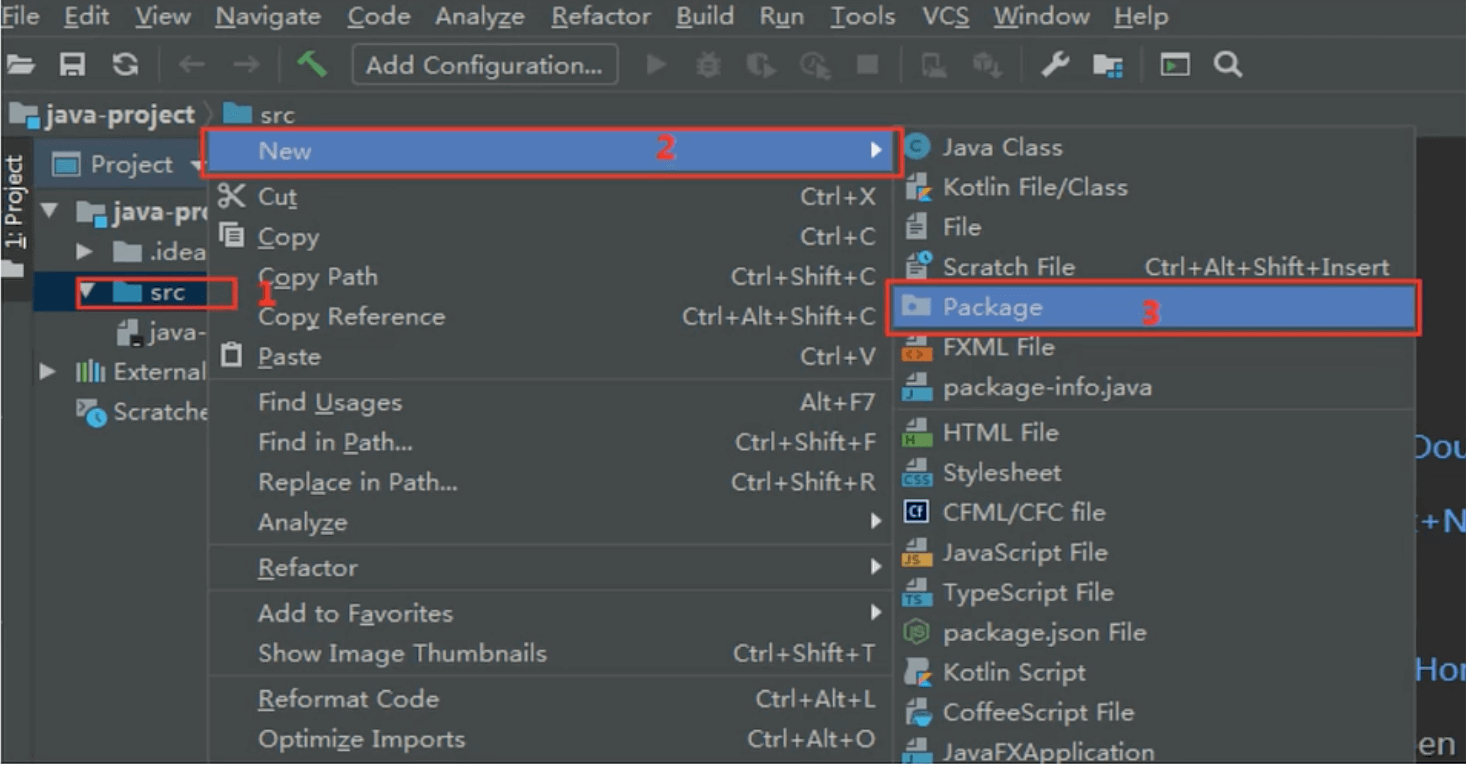 File Edit View Navigate Code Analyze Refactor Build Run Tools VCS Window Help
Add Configuration...
java-project src
1: Project
Project
java-pro
.idea
src
1
java-
External
Scratche
New 2
Cut Ctrl+X
Copy Ctrl+C
Copy Path Ctrl+Shift+C
Copy Reference Ctrl+Alt+Shift+C
Paste Ctrl+V
Find Usages Alt+F7
Find in Path... Ctrl+Shift+F
Replace in Path... Ctrl+Shift+R
Analyze
Refactor
Add to Favorites
Show Image Thumbnails Ctrl+Shift+T
Reformat Code Ctrl+Alt+L
Optimize Imports Ctrl+Alt+O
Java Class
Kotlin File/Class
File
Scratch File Ctrl+Alt+Shift+Insert
Package 3
FXML File
package-info.java
HTML File
Stylesheet
CFML/CFC file
JavaScript File
TypeScript File
package.json File
Kotlin Script
CoffeeScript File
JavaFXApplication
Dou
+N
Hon
en